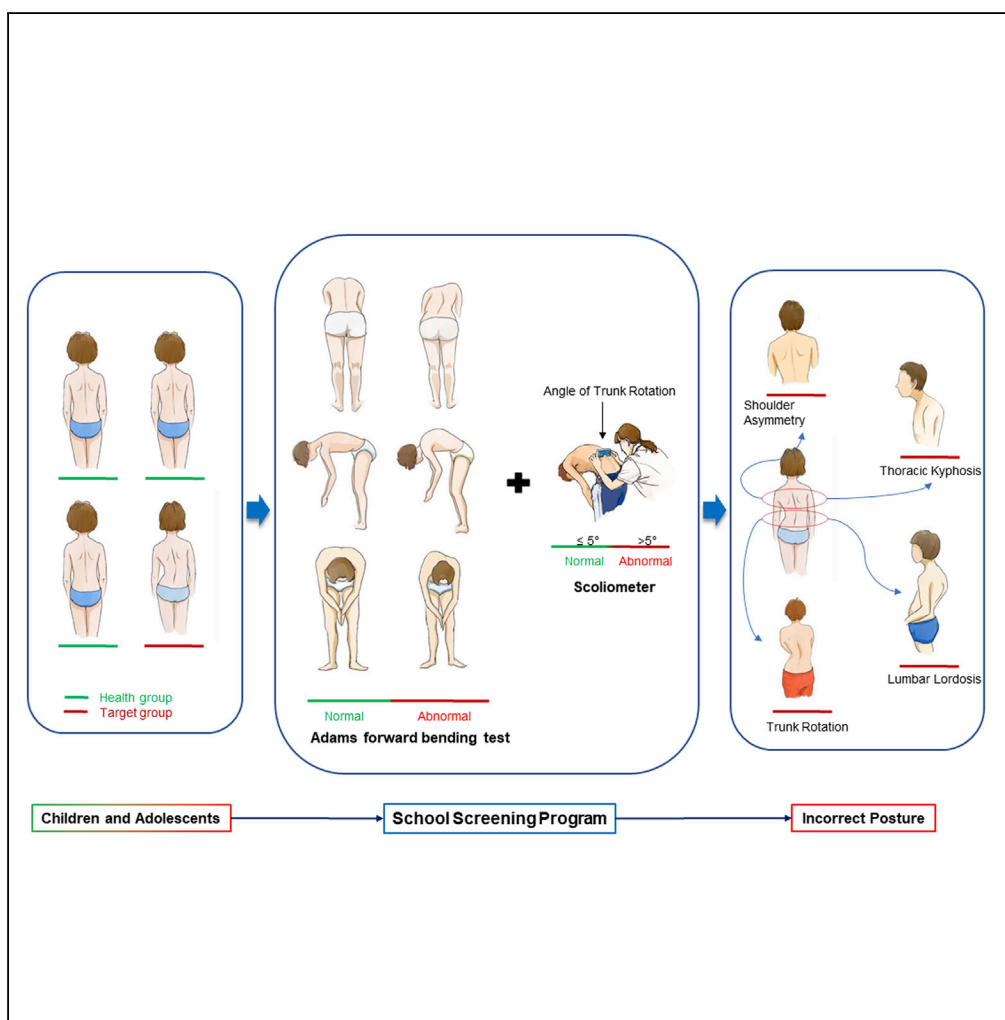 Health group
Target group
Normal
Abnormal
Adams forward bending test
Angle of Trunk Rotation
≤ 5°
>5°
Normal
Abnormal
Scoliometer
Shoulder
Asymmetry
Thoracic Kyphosis
Lumbar Lordosis
Trunk Rotation
Children and Adolescents
School Screening Program
Incorrect Posture